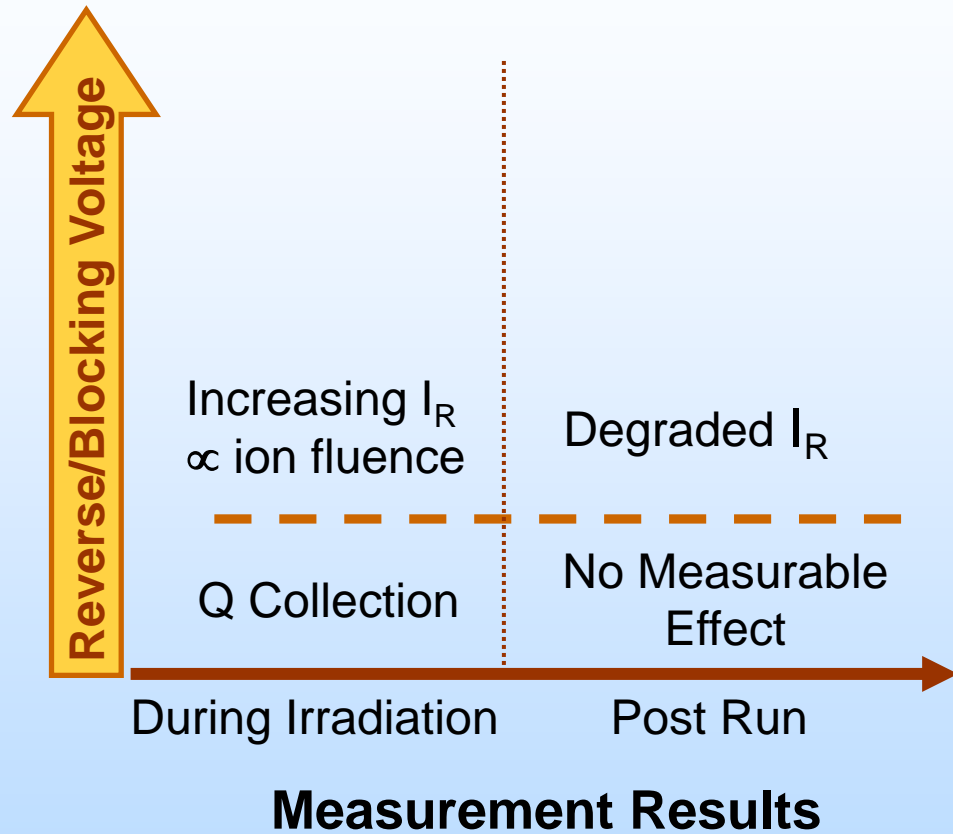 Reverse/Blocking Voltage
Increasing I_R
∝ ion fluence
Degraded I_R
Q Collection
No Measurable
Effect
During Irradiation
Post Run
Measurement Results